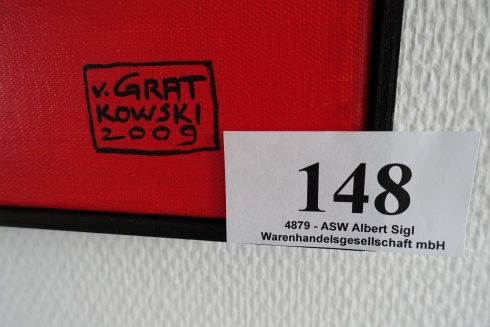 v. GRAT
KOWSKI
2009
148
4879 - ASW Albert Sigl
Warenhandelsgesellschaft mbH